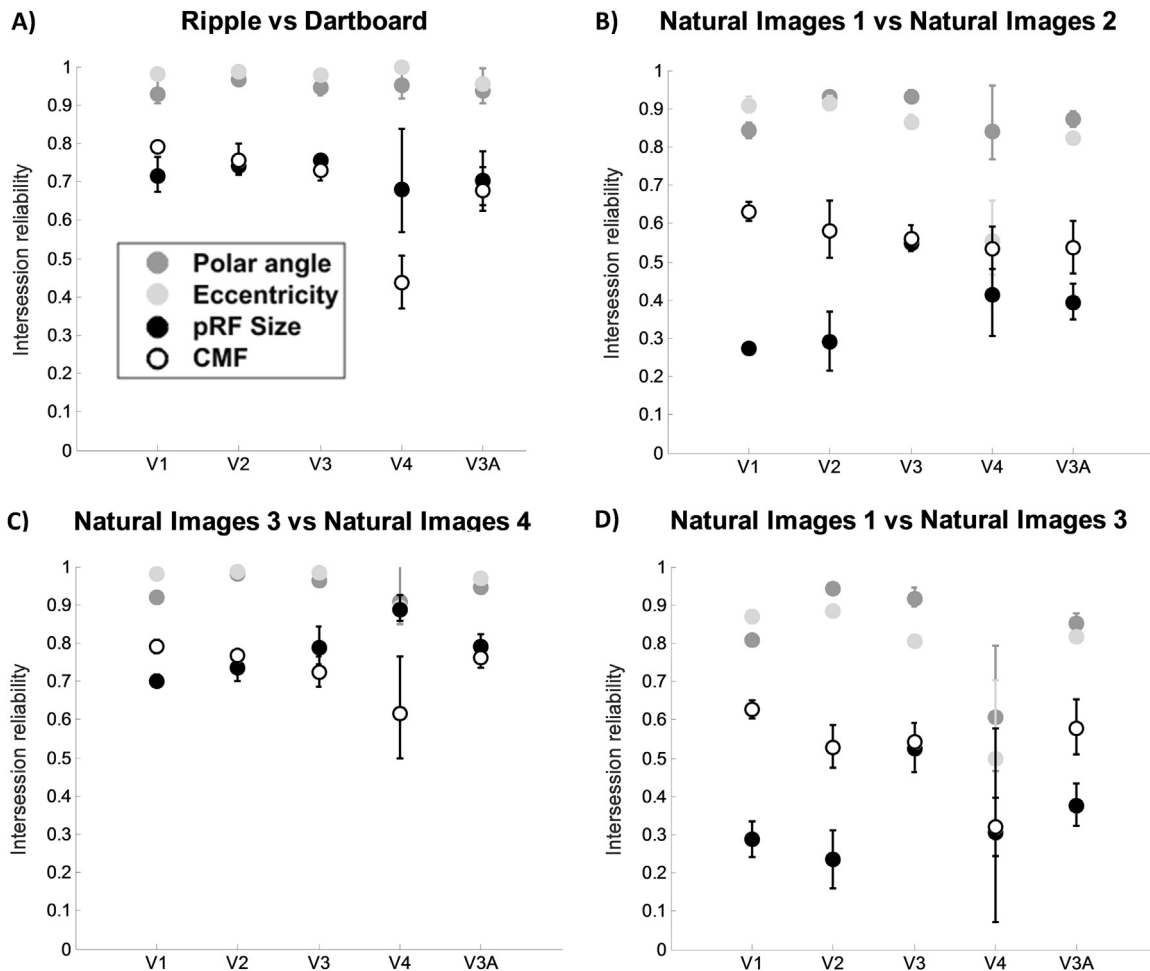 A) Ripple vs Dartboard
Intersession reliability
1
0.9
0.8
0.7
0.6
0.5
0.4
0.3
0.2
0.1
0
Polar angle
Eccentricity
pRF Size
CMF
V1 V2 V3 V4 V3A
B) Natural Images 1 vs Natural Images 2
Intersession reliability
1
0.9
0.8
0.7
0.6
0.5
0.4
0.3
0.2
0.1
0
V1 V2 V3 V4 V3A
C) Natural Images 3 vs Natural Images 4
Intersession reliability
1
0.9
0.8
0.7
0.6
0.5
0.4
0.3
0.2
0.1
0
V1 V2 V3 V4 V3A
D) Natural Images 1 vs Natural Images 3
Intersession reliability
1
0.9
0.8
0.7
0.6
0.5
0.4
0.3
0.2
0.1
0
V1 V2 V3 V4 V3A